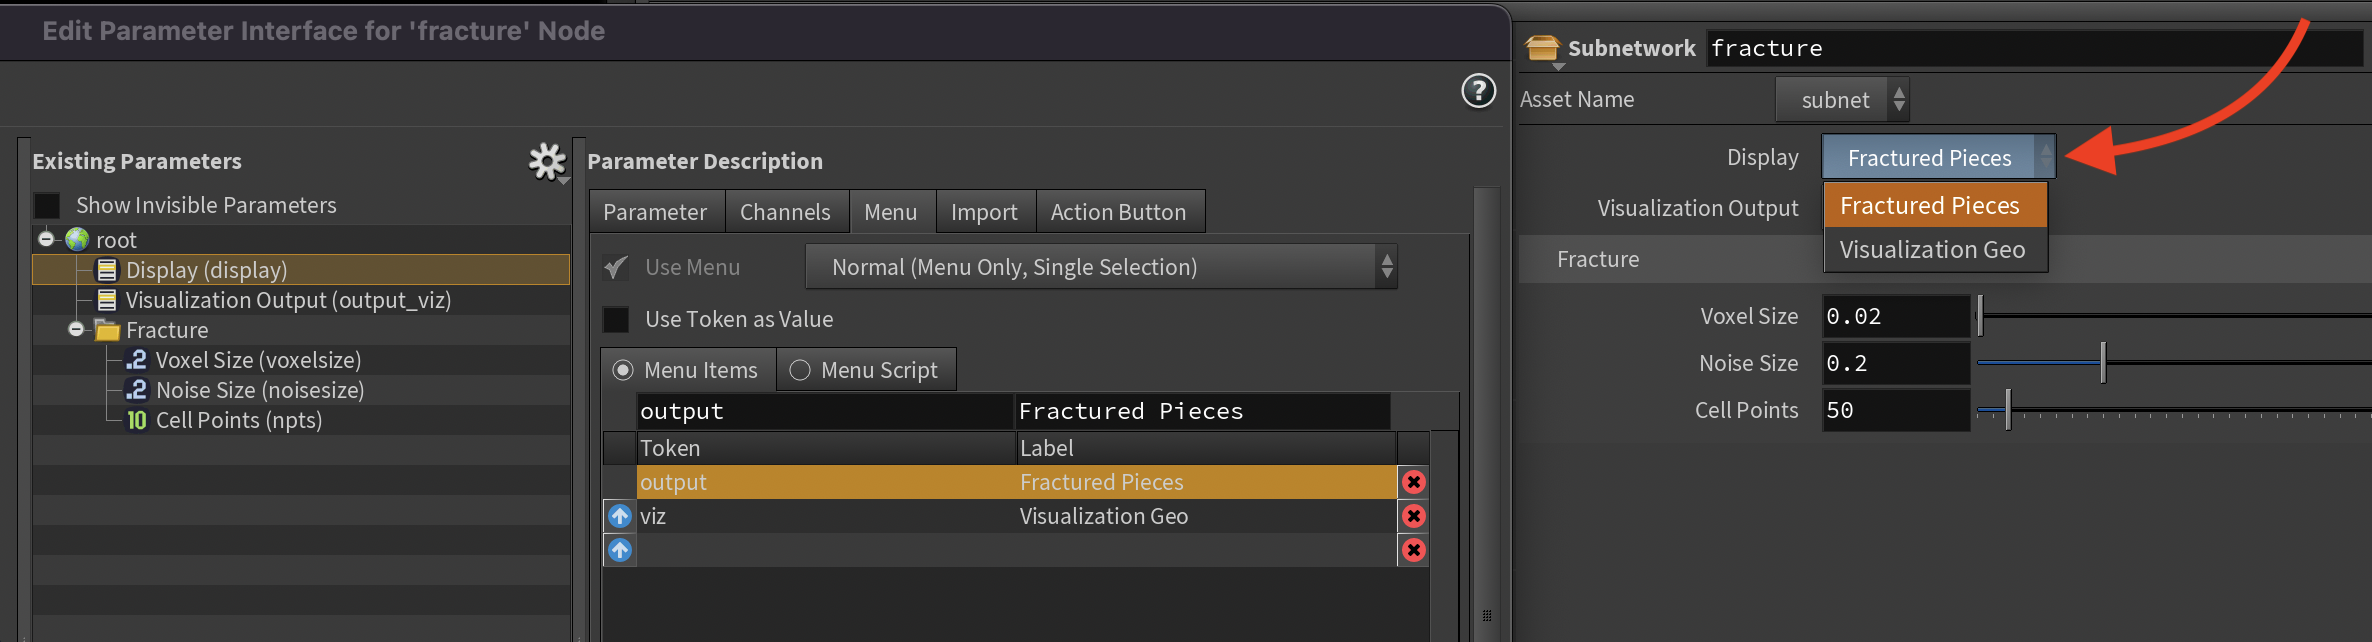 Edit Parameter Interface for 'fracture' Node
?
Existing Parameters
Show Invisible Parameters
root
Display (display)
Visualization Output (output_viz)
Fracture
.2 Voxel Size (voxelsize)
.2 Noise Size (noisesize)
10 Cell Points (npts)
Parameter Description
Parameter Channels Menu Import Action Button
Use Menu Normal (Menu Only, Single Selection)
Use Token as Value
Menu Items Menu Script
output Fractured Pieces
Token Label
output Fractured Pieces
viz Visualization Geo
Subnetwork fracture
Asset Name subnet
Display Fractured Pieces
Fractured Pieces
Visualization Output
Visualization Geo
Fracture
Voxel Size 0.02
Noise Size 0.2
Cell Points 50